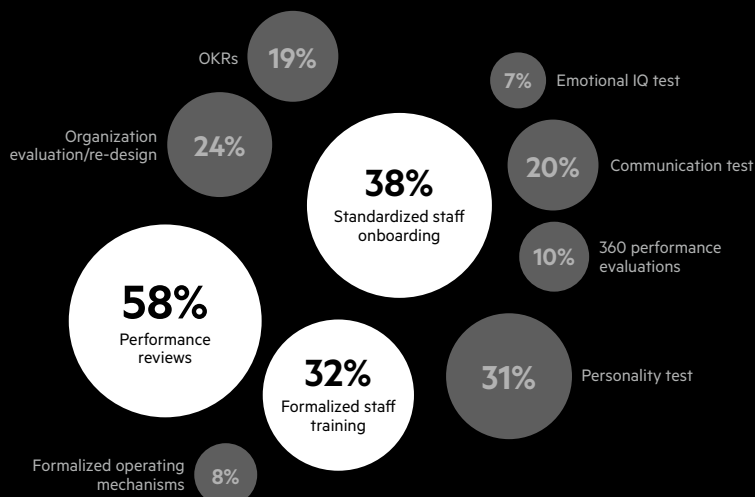 OKRs
19%
7%
Emotional IQ test
Organization
evaluation/re-design
24%
20%
Communication test
38%
Standardized staff
onboarding
10%
360 performance
evaluations
58%
Performance
reviews
32%
Formalized staff
training
31%
Personality test
Formalized operating
mechanisms
8%